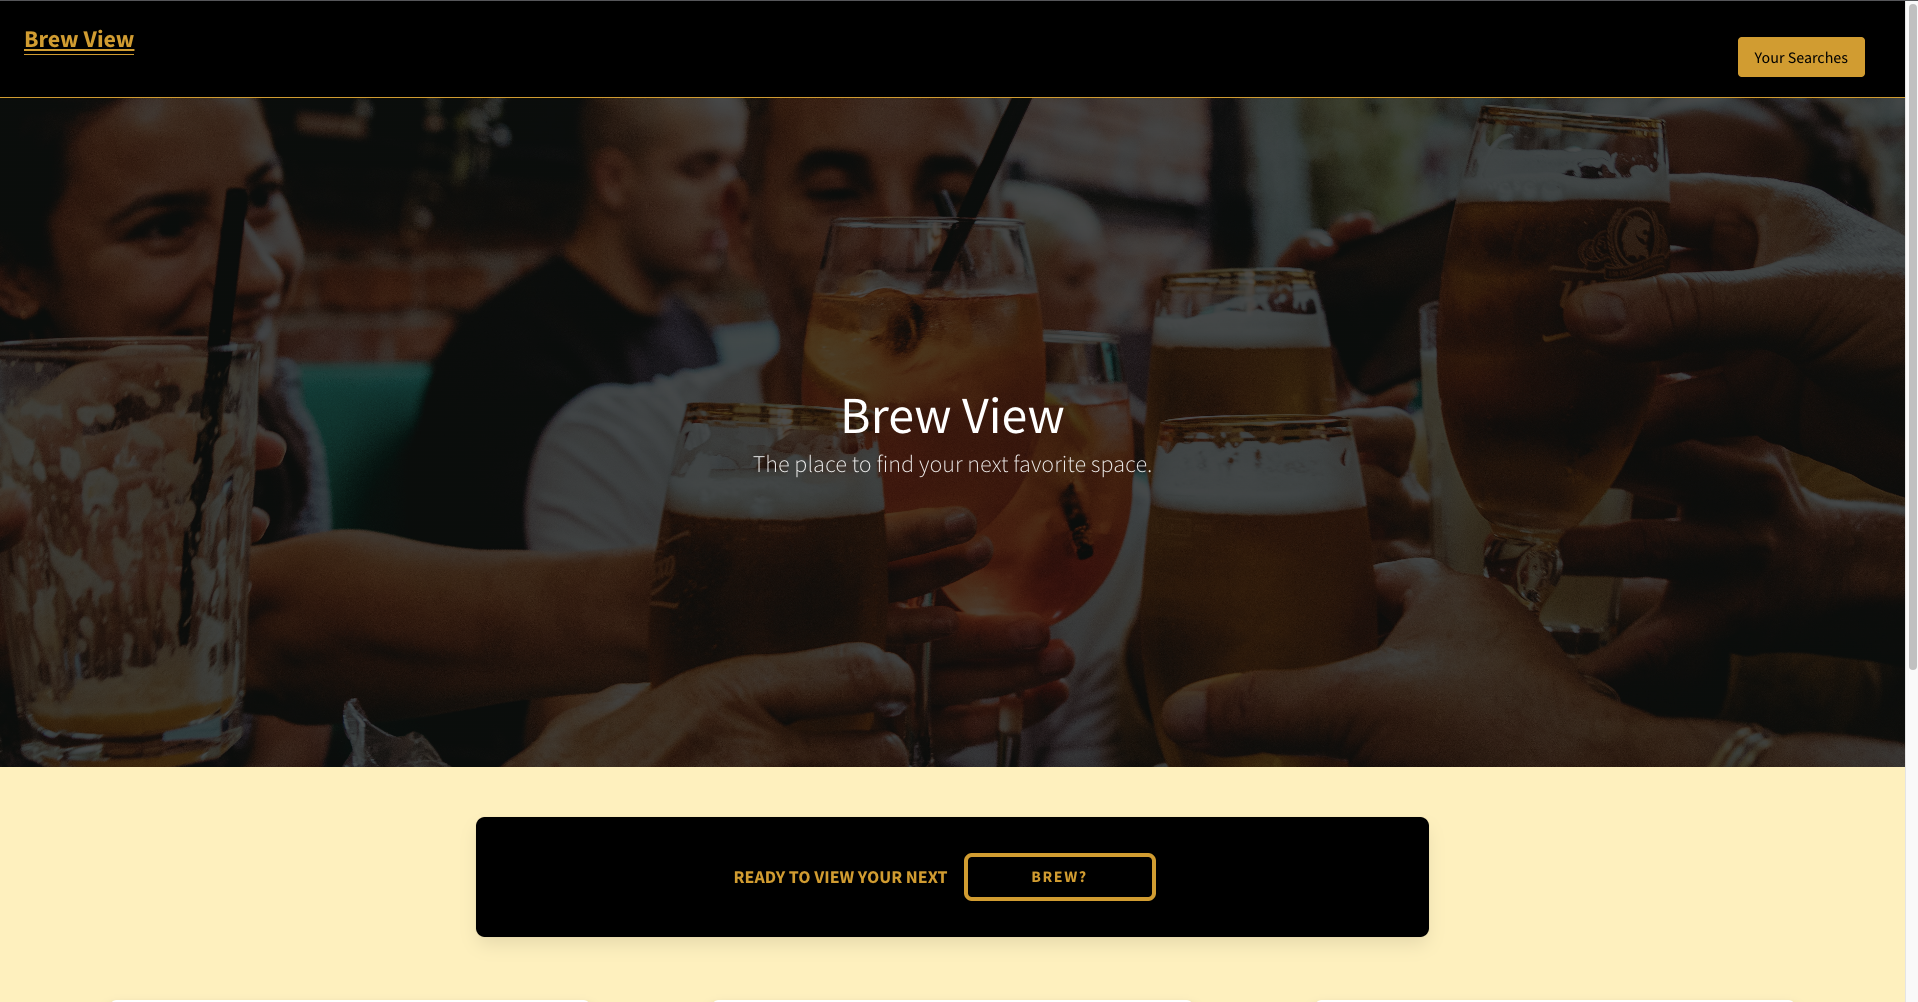 Brew View
Your Searches
Brew View
The place to find your next favorite space.
READY TO VIEW YOUR NEXT
BREW?